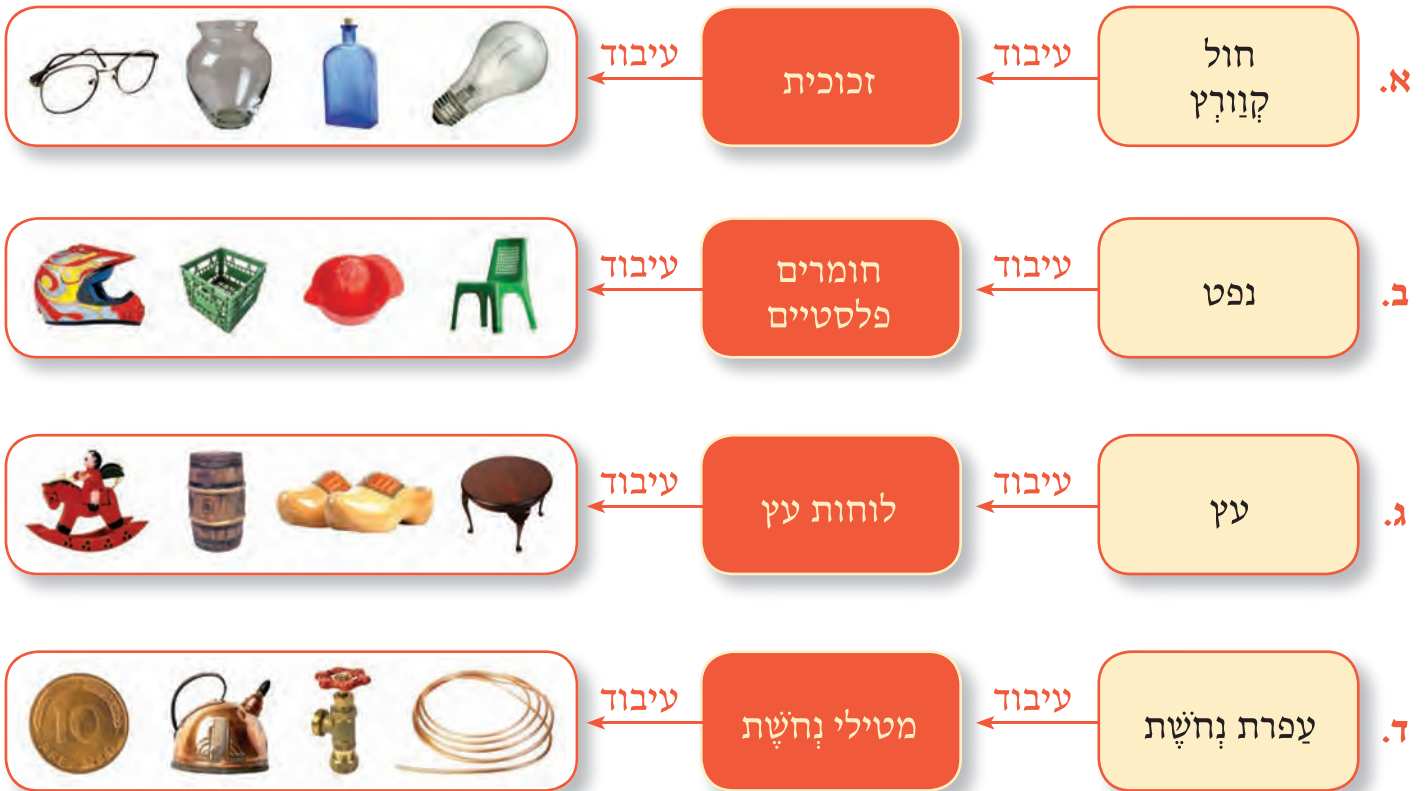 א.
חול
קְוַורְץ
עיבוד
זכוכית
עיבוד
ב.
נפט
עיבוד
חומרים
פלסטיים
עיבוד
ג.
עץ
עיבוד
לוחות עץ
עיבוד
ד.
עַפרת נְחֹשֶׁת
עיבוד
מטילי נְחֹשֶׁת
עיבוד
10